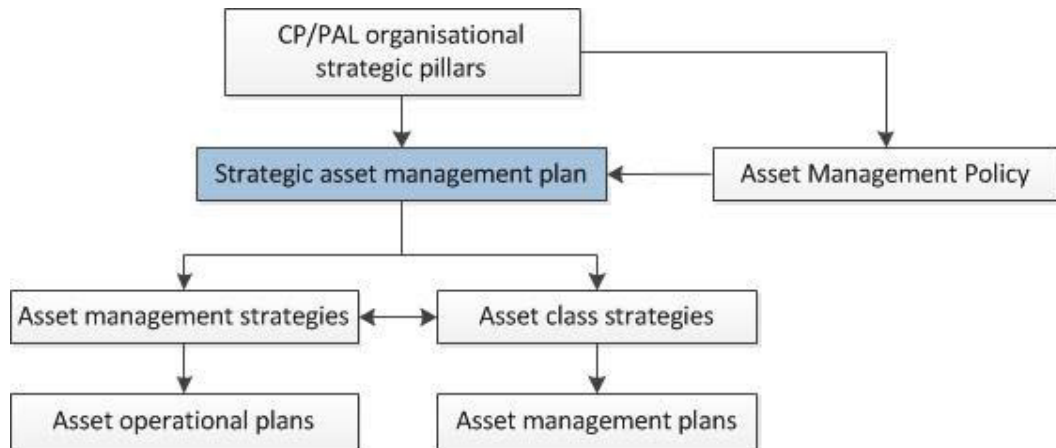 CP/PAL organisational
strategic pillars
Strategic asset management plan
Asset Management Policy
Asset management strategies
Asset class strategies
Asset operational plans
Asset management plans